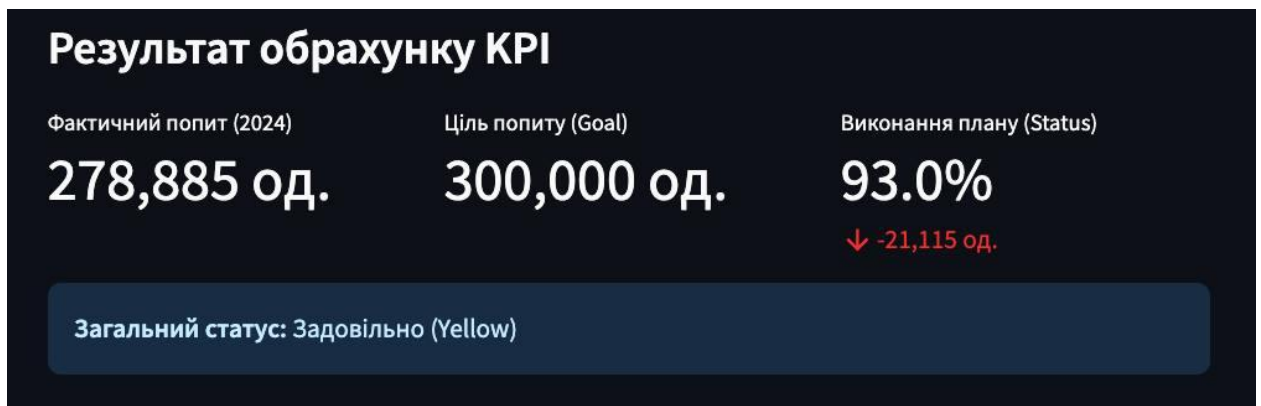 Результат обрахунку KPI
Фактичний попит (2024)
278,885 од.
Ціль попиту (Goal)
300,000 од.
Виконання плану (Status)
93.0%
↓ -21,115 од.
Загальний статус: Задовільно (Yellow)